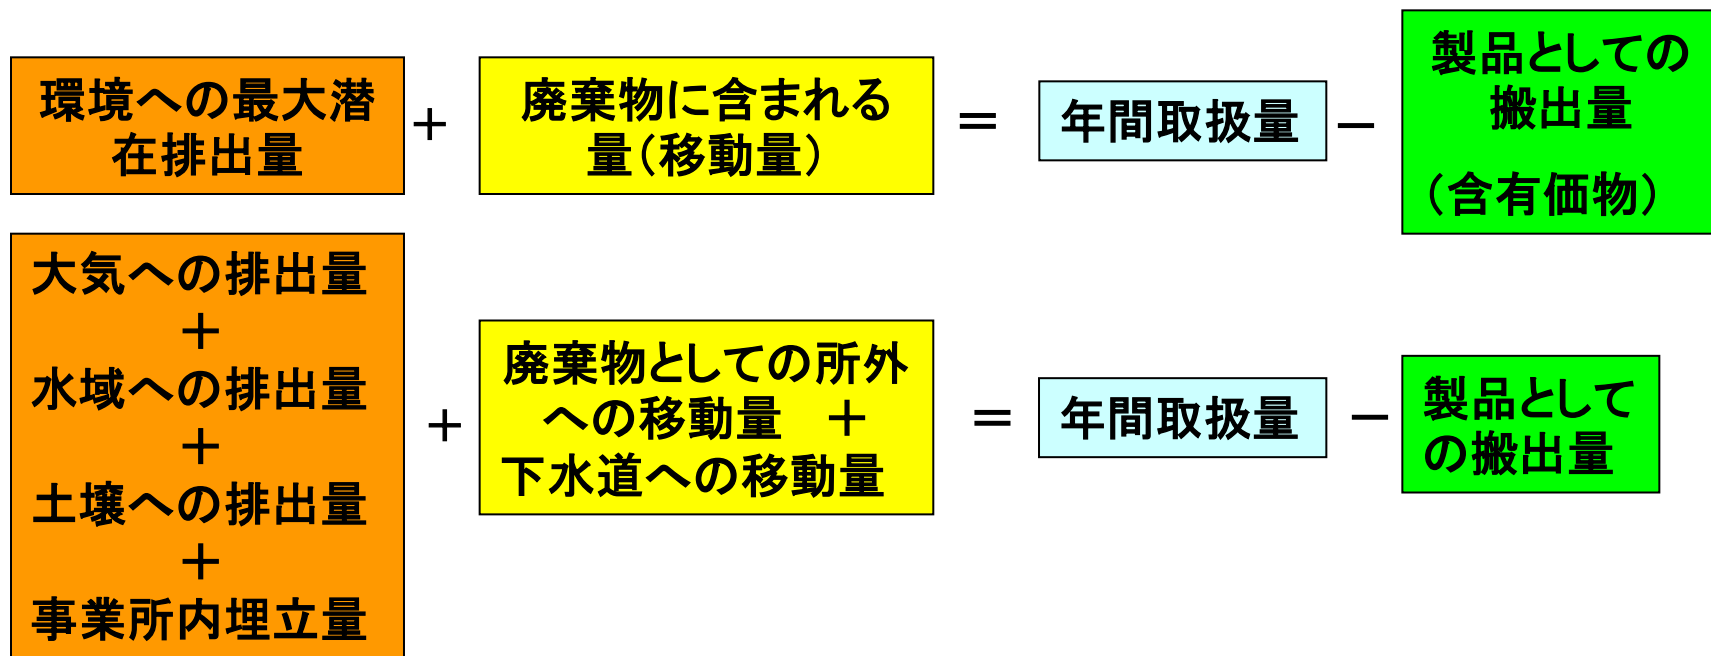 環境への最大潜
在排出量
＋
廃棄物に含まれる
量（移動量）
＝
年間取扱量
－
製品としての
搬出量
（含有価物）
大気への排出量
＋
水域への排出量
＋
土壌への排出量
＋
事業所内埋立量
＋
廃棄物としての所外
への移動量　＋
下水道への移動量
＝
年間取扱量
－
製品として
の搬出量